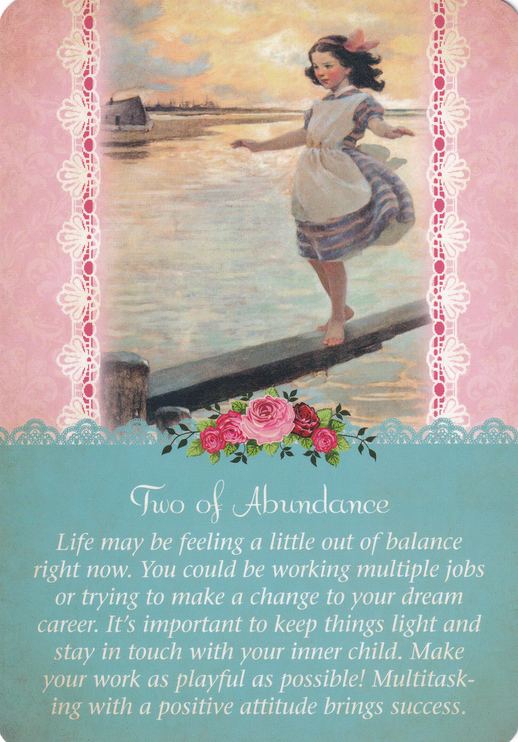 Two of Abundance
Life may be feeling a little out of balance
right now. You could be working multiple jobs
or trying to make a change to your dream
career. It's important to keep things light and
stay in touch with your inner child. Make
your work as playful as possible! Multitask-
ing with a positive attitude brings success.